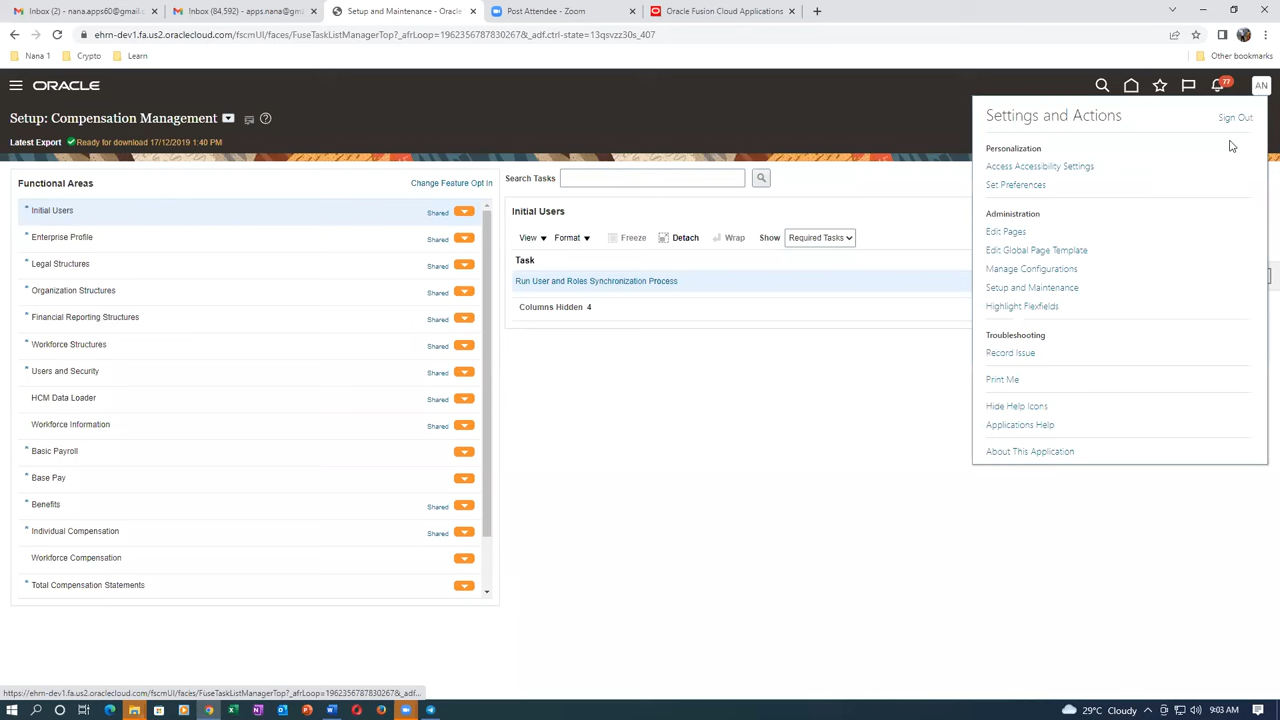 Inbox (2) - nana.apps60@gmail.c
Inbox (84,592) - apps.nana@gma
Setup and Maintenance - Oracle
Post Attendee - Zoom
Oracle Fusion Cloud Applications
ehrn-dev1.fa.us2.oraclecloud.com/fscmUI/faces/FuseTaskListManagerTop?_afrLoop=19623567878302678&_adf.ctrl-state=13qsvzz30s_407
Nana 1
Crypto
Learn
Other bookmarks
ORACLE
77
AN
Setup: Compensation Management
Latest Export Ready for download 17/12/2019 1:40 PM
Settings and Actions
Sign Out
Personalization
Access Accessibility Settings
Set Preferences
Administration
Edit Pages
Edit Global Page Template
Manage Configurations
Setup and Maintenance
Highlight Flexfields
Troubleshooting
Record Issue
Print Me
Hide Help Icons
Applications Help
About This Application
Functional Areas
Change Feature Opt In
* Initial Users Shared
* Enterprise Profile Shared
* Legal Structures Shared
* Organization Structures Shared
* Financial Reporting Structures Shared
* Workforce Structures Shared
* Users and Security Shared
HCM Data Loader Shared
Workforce Information Shared
* Basic Payroll
* Base Pay
* Benefits Shared
* Individual Compensation Shared
Workforce Compensation
* Total Compensation Statements
Search Tasks
Initial Users
View Format Freeze Detach Wrap Show Required Tasks
Task
Run User and Roles Synchronization Process
Columns Hidden 4
https://ehrn-dev1.fa.us2.oraclecloud.com/fscmUI/faces/FuseTaskListManagerTop?_afrLoop=19623567878302678&_adf...
29°C Cloudy
9:03 AM